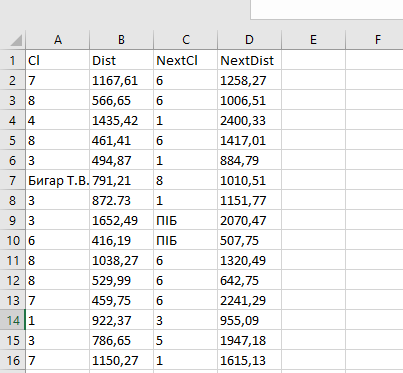 A B C D E F
1 Cl Dist NextCl NextDist
2 7 1167,61 6 1258,27
3 8 566,65 6 1006,51
4 4 1435,42 1 2400,33
5 8 461,41 6 1417,01
6 3 494,87 1 884,79
7 Бигар Т.В. 791,21 8 1010,51
8 3 872.73 1 1151,77
9 3 1652,49 ПІБ 2070,47
10 6 416,19 ПІБ 507,75
11 8 1038,27 6 1320,49
12 8 529,99 6 642,75
13 7 459,75 6 2241,29
14 1 922,37 3 955,09
15 3 786,65 5 1947,18
16 7 1150,27 1 1615,13